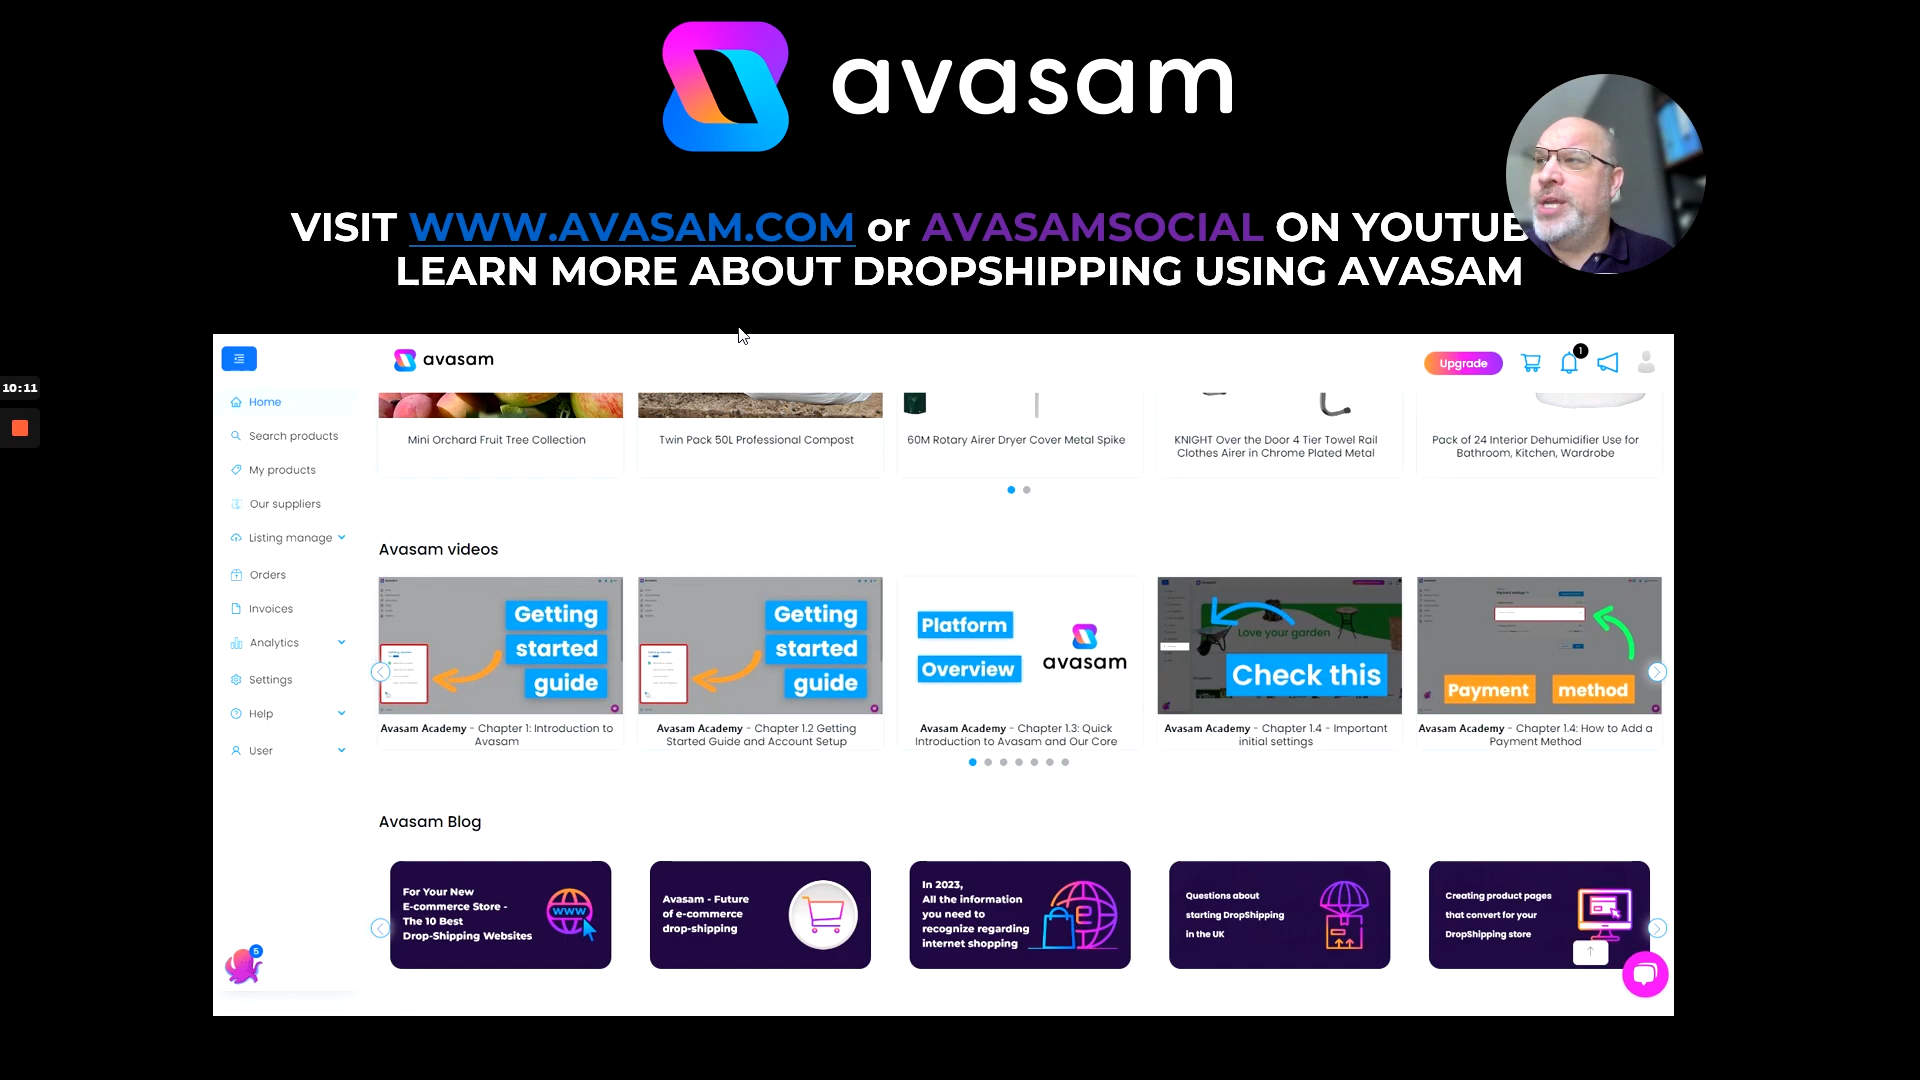 avasam
VISIT WWW.AVASAM.COM or AVASAMSOCIAL ON YOUTUB
LEARN MORE ABOUT DROPSHIPPING USING AVASAM
10:11
avasam
Upgrade
1
Home
Search products
My products
Our suppliers
Listing manage
Orders
Invoices
Analytics
Settings
Help
User
5
Mini Orchard Fruit Tree Collection
Twin Pack 50L Professional Compost
60M Rotary Airer Dryer Cover Metal Spike
KNIGHT Over the Door 4 Tier Towel Rail
Clothes Airer in Chrome Plated Metal
Pack of 24 Interior Dehumidifier Use for
Bathroom, Kitchen, Wardrobe
Avasam videos
Getting
started
guide
Avasam Academy - Chapter 1: Introduction to
Avasam
Getting
started
guide
Avasam Academy - Chapter 1.2 Getting
Started Guide and Account Setup
Platform
Overview
avasam
Avasam Academy - Chapter 1.3: Quick
Introduction to Avasam and Our Core
Love your garden
Check this
Avasam Academy - Chapter 1.4 - Important
initial settings
Payment method
Avasam Academy - Chapter 1.4: How to Add a
Payment Method
Avasam Blog
For Your New
E-commerce Store -
The 10 Best
Drop-Shipping Websites
WWW
Avasam - Future
of e-commerce
drop-shipping
In 2023,
All the information
you need to
recognize regarding
internet shopping
Questions about
starting DropShipping
in the UK
Creating product pages
that convert for your
DropShipping store